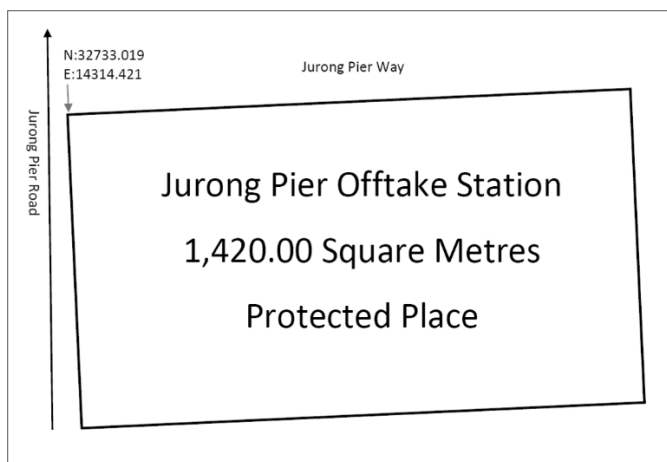 N:32733.019
E:14314.421
Jurong Pier Way
Jurong Pier Road
Jurong Pier Offtake Station
1,420.00 Square Metres
Protected Place